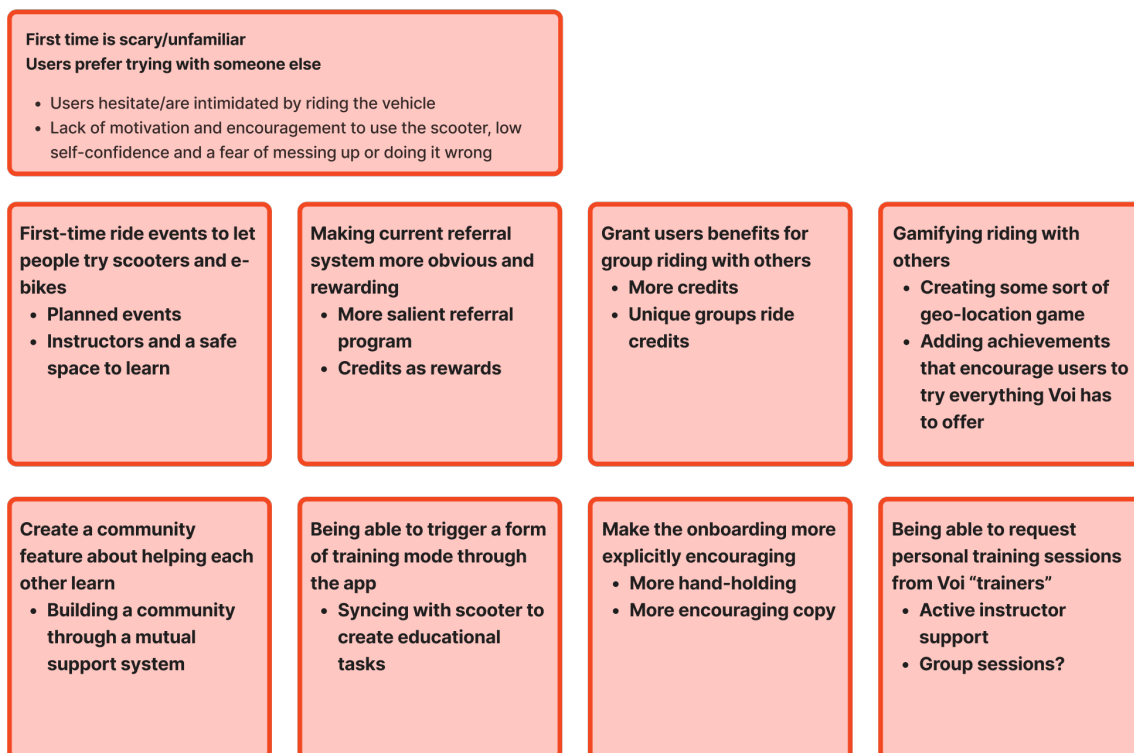 First time is scary/unfamiliar
Users prefer trying with someone else
• Users hesitate/are intimidated by riding the vehicle
• Lack of motivation and encouragement to use the scooter, low
self-confidence and a fear of messing up or doing it wrong
First-time ride events to let
people try scooters and e-
bikes
• Planned events
• Instructors and a safe
space to learn
Making current referral
system more obvious and
rewarding
• More salient referral
program
• Credits as rewards
Grant users benefits for
group riding with others
• More credits
• Unique groups ride
credits
Gamifying riding with
others
• Creating some sort of
geo-location game
• Adding achievements
that encourage users to
try everything Voi has
to offer
Create a community
feature about helping each
other learn
• Building a community
through a mutual
support system
Being able to trigger a form
of training mode through
the app
• Syncing with scooter to
create educational
tasks
Make the onboarding more
explicitly encouraging
• More hand-holding
• More encouraging copy
Being able to request
personal training sessions
from Voi “trainers”
• Active instructor
support
• Group sessions?